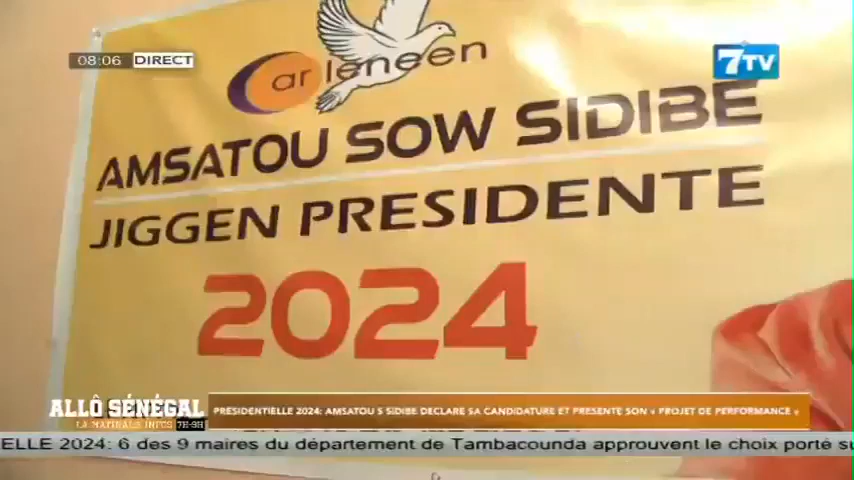 08:06 DIRECT
7TV
Car leneen
AMSATOU SOW SIDIBE
JIGGEN PRESIDENTE
2024
ALLÔ SÉNÉGAL
LA MATINALE INFOS 7H-9H
PRESIDENTIELLE 2024: AMSATOU S SIDIBE DECLARE SA CANDIDATURE ET PRESENTE SON « PROJET DE PERFORMANCE »
ELLE 2024: 6 des 9 maires du département de Tambacounda approuvent le choix porté su